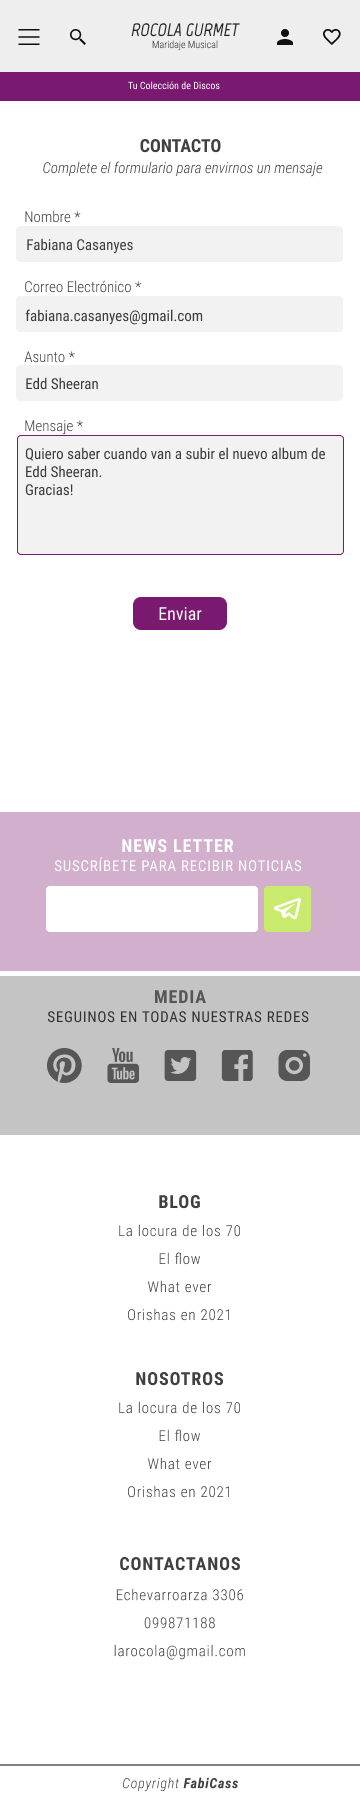 ROCOLA GURMET
Maridaje Musical
Tu Colección de Discos
CONTACTO
Complete el formulario para envirnos un mensaje
Nombre *
Fabiana Casanyes
Correo Electrónico *
fabiana.casanyes@gmail.com
Asunto *
Edd Sheeran
Mensaje *
Quiero saber cuando van a subir el nuevo album de
Edd Sheeran.
Gracias!
Enviar
NEWS LETTER
SUSCRÍBETE PARA RECIBIR NOTICIAS
MEDIA
SEGUINOS EN TODAS NUESTRAS REDES
You
Tube
BLOG
La locura de los 70
El flow
What ever
Orishas en 2021
NOSOTROS
La locura de los 70
El flow
What ever
Orishas en 2021
CONTACTANOS
Echevarroarza 3306
099871188
larocola@gmail.com
Copyright FabiCass